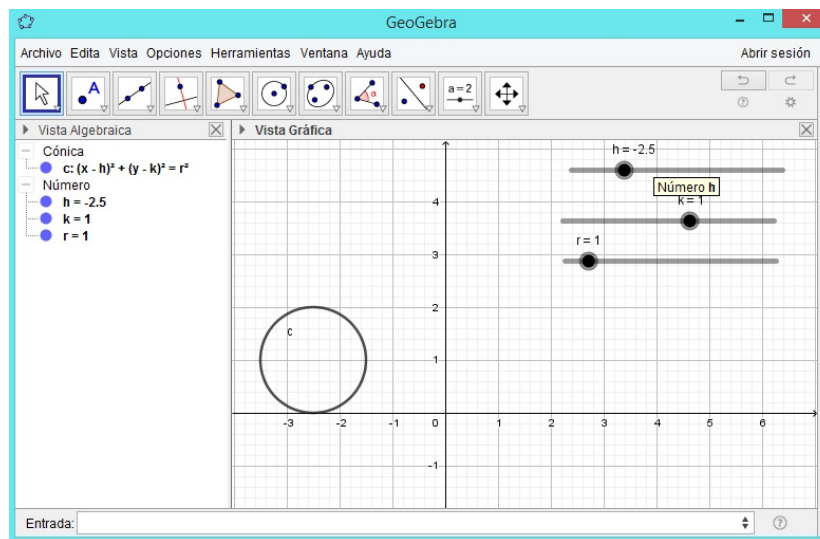 GeoGebra
Archivo Edita Vista Opciones Herramientas Ventana Ayuda
Abrir sesión
A
α
a=2
Vista Algebraica
Vista Gráfica
Cónica
c: (x - h)² + (y - k)² = r²
Número
h = -2.5
k = 1
r = 1
h = -2.5
Número h
k = 1
r = 1
c
4
3
2
1
-3 -2 -1 0 1 2 3 4 5 6
-1
Entrada: